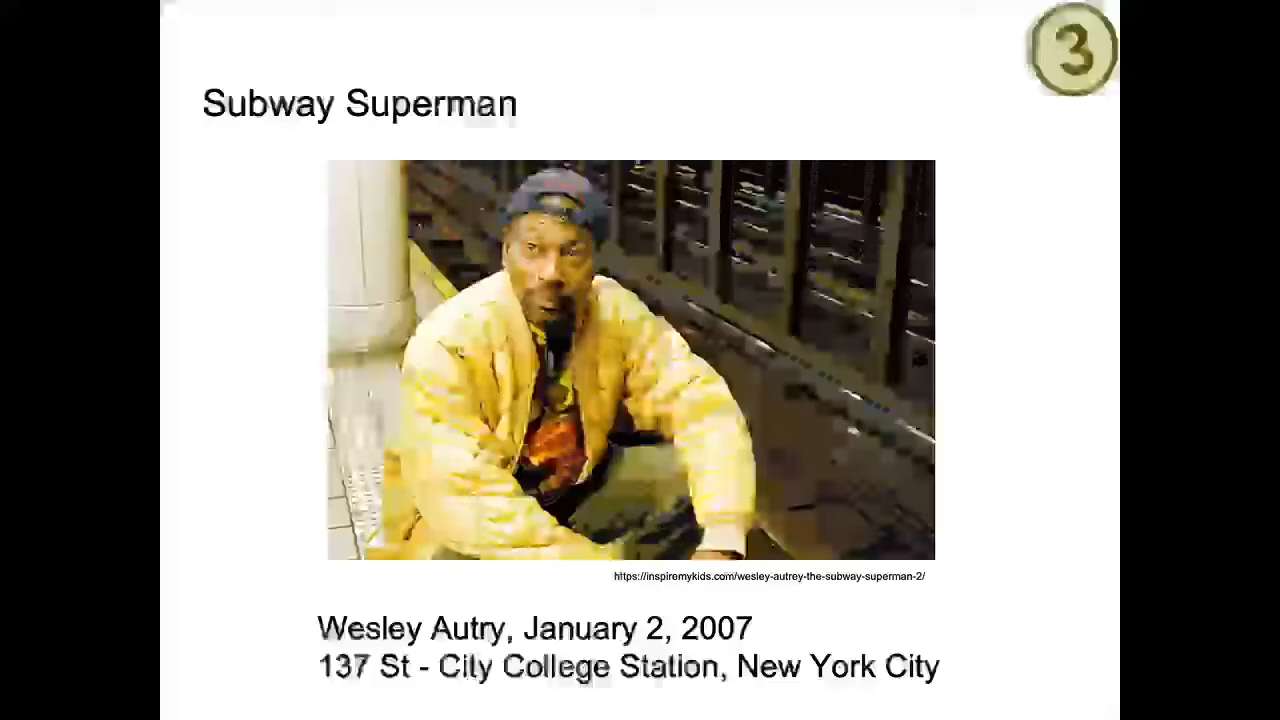 3
Subway Superman
https://inspiremykids.com/wesley-autrey-the-subway-superman-2/
Wesley Autry, January 2, 2007
137 St - City College Station, New York City